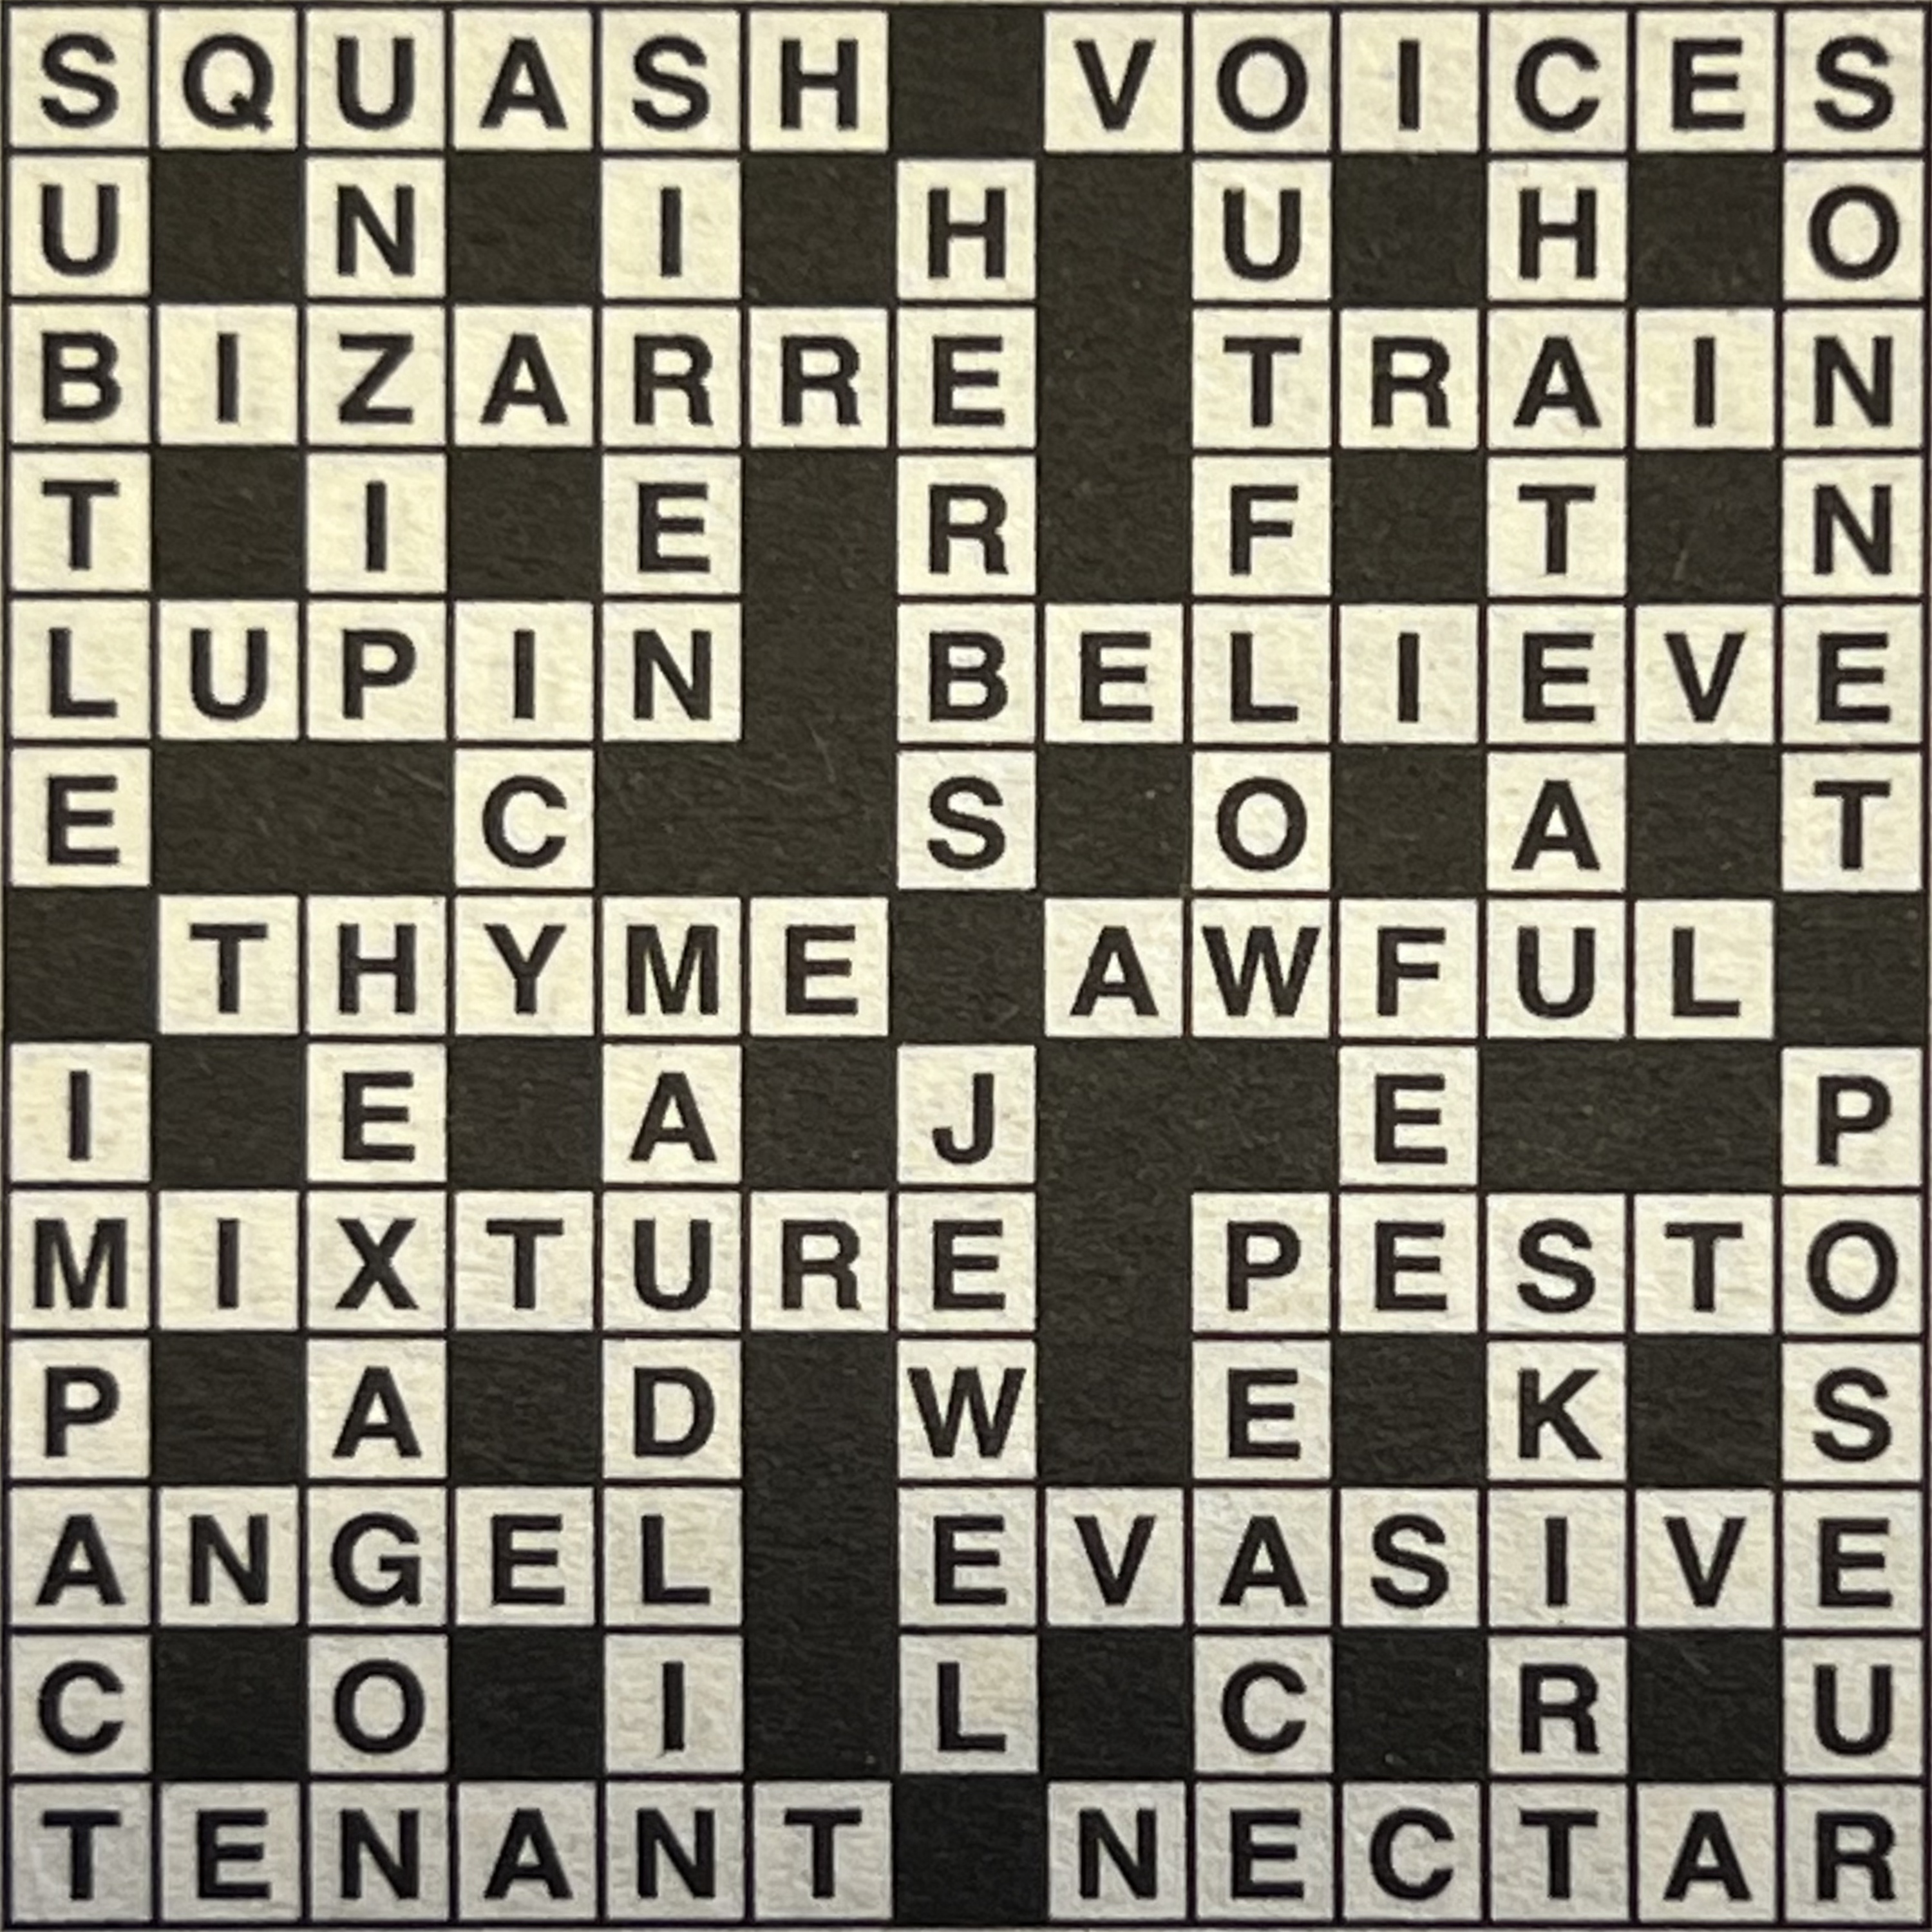 SQUASH VOICES
U N I H U H O
BIZARRE TRAIN
T I E R F T N
LUPIN BELIEVE
E C S O A T
THYME AWFUL
I E A J E P
MIXTURE PESTO
P A D W E K S
ANGEL EVASIVE
C O I L C R U
TENANT NECTAR